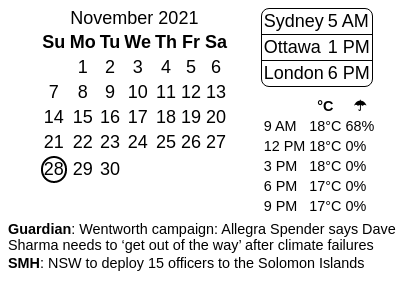 November 2021
Su Mo Tu We Th Fr Sa
1 2 3 4 5 6
7 8 9 10 11 12 13
14 15 16 17 18 19 20
21 22 23 24 25 26 27
28 29 30
Sydney 5 AM
Ottawa 1 PM
London 6 PM
°C ☂
9 AM 18°C 68%
12 PM 18°C 0%
3 PM 18°C 0%
6 PM 17°C 0%
9 PM 17°C 0%
Guardian: Wentworth campaign: Allegra Spender says Dave
Sharma needs to ‘get out of the way’ after climate failures
SMH: NSW to deploy 15 officers to the Solomon Islands